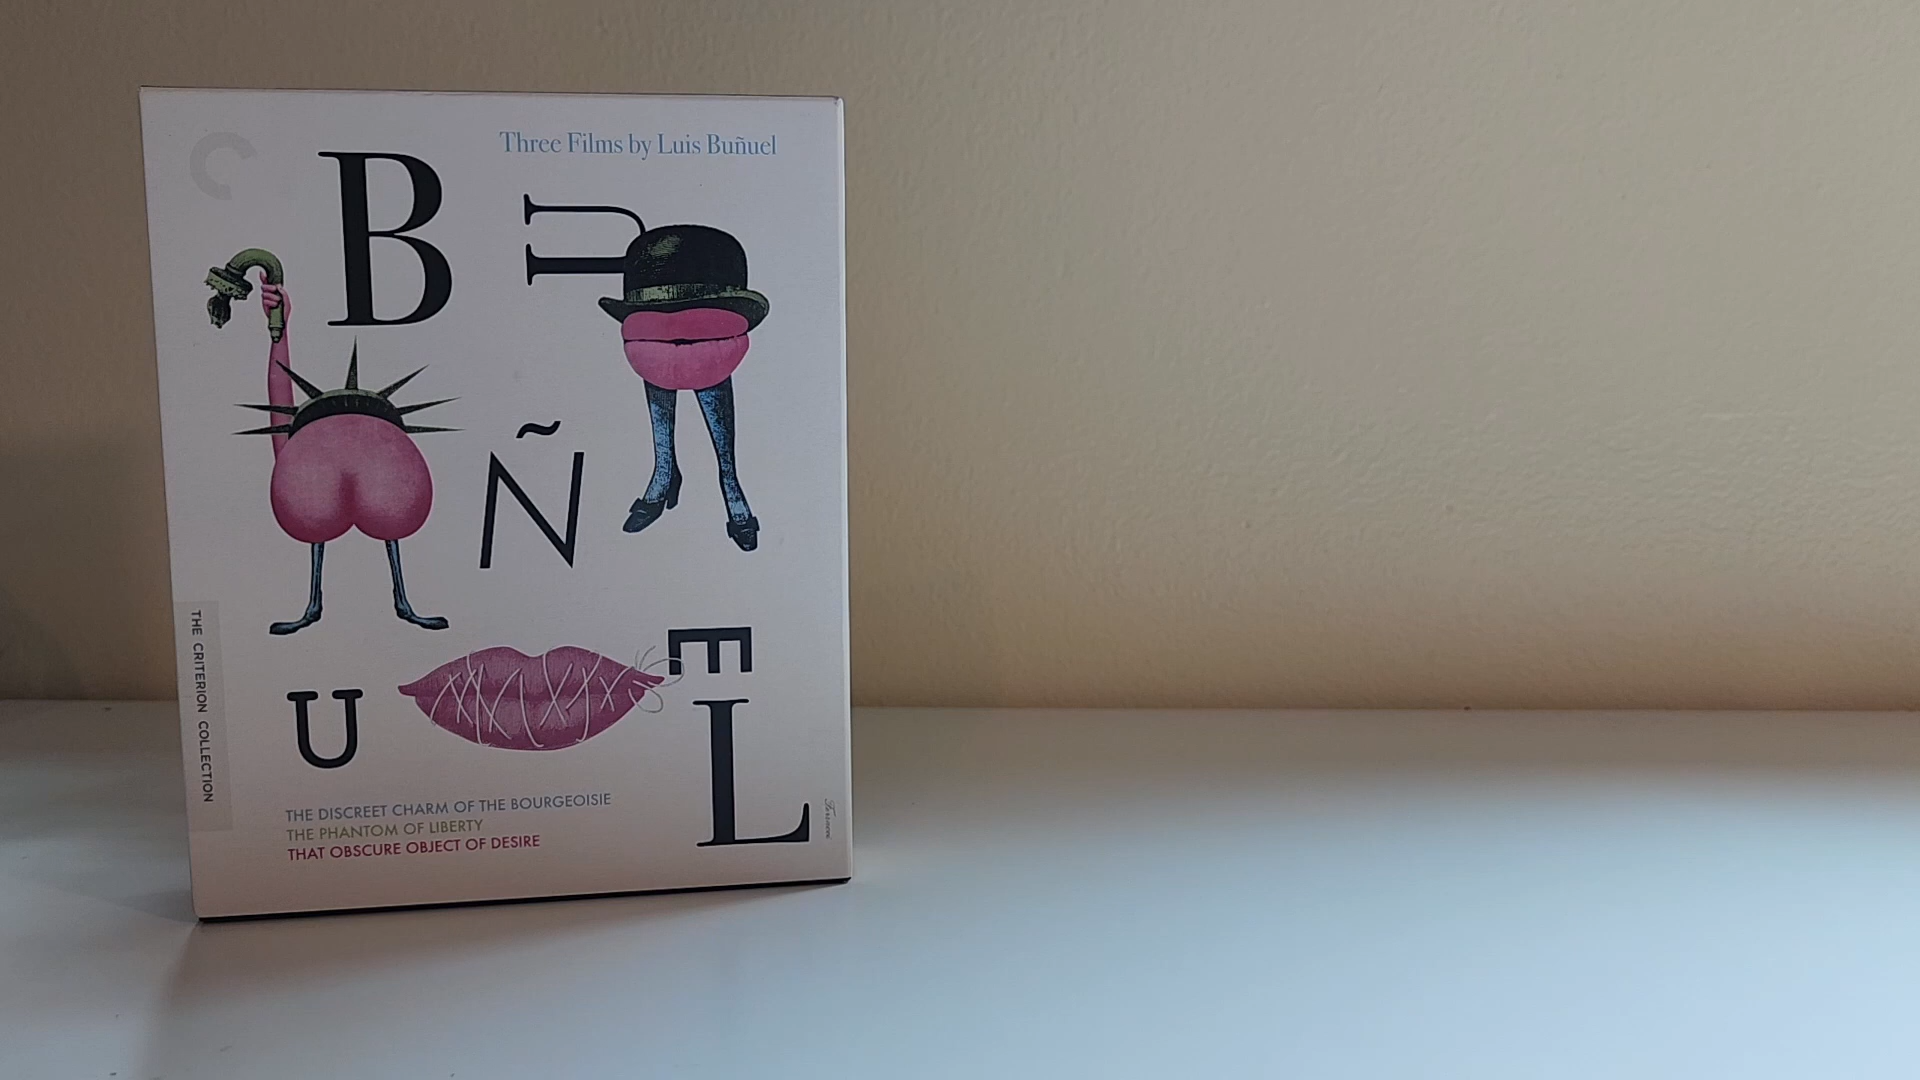 Three Films by Luis Buñuel
B
U
Ñ
U
E
L
THE CRITERION COLLECTION
THE DISCREET CHARM OF THE BOURGEOISIE
THE PHANTOM OF LIBERTY
THAT OBSCURE OBJECT OF DESIRE